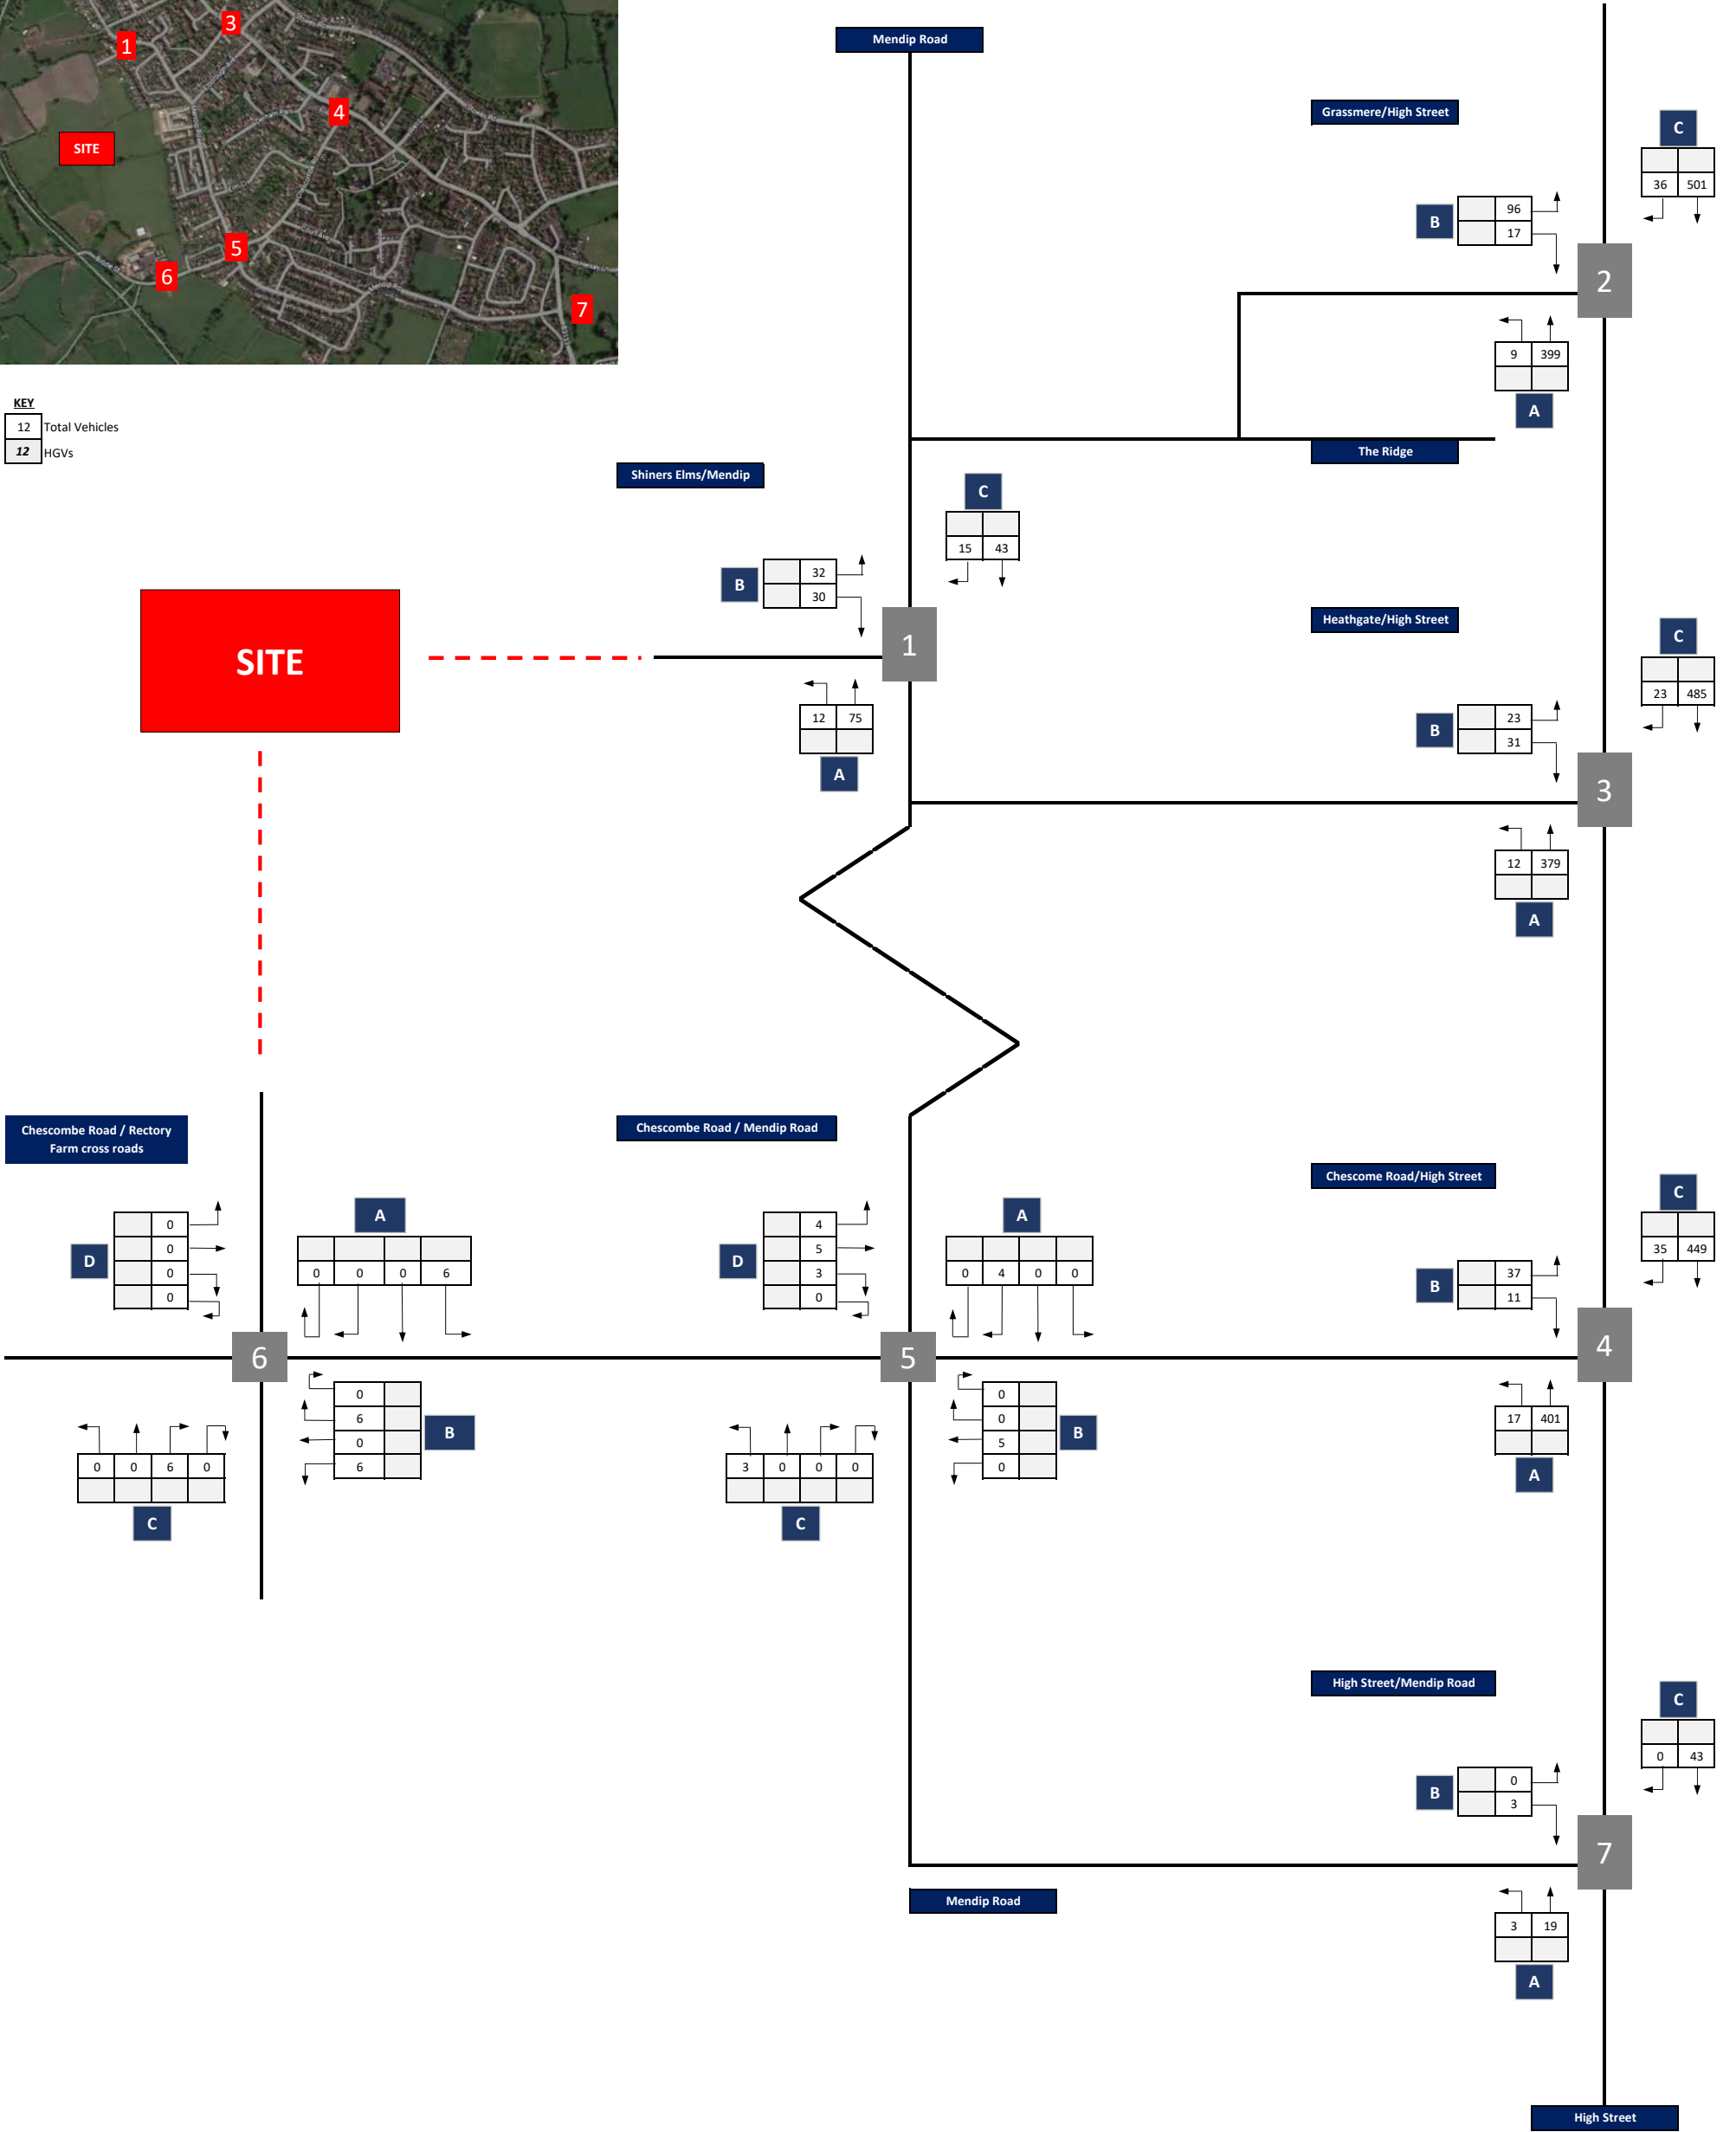 3
1
4
SITE
5
6
7
KEY
12 Total Vehicles
12 HGVs
Mendip Road
Grassmere/High Street
C
36 501
B
96
17
2
9 399
A
The Ridge
Shiners Elms/Mendip
C
15 43
B
32
30
1
12 75
A
SITE
Heathgate/High Street
C
23 485
B
23
31
3
12 379
A
Chescombe Road / Rectory
Farm cross roads
D
0
0
0
0
A
0 0 0 6
6
0
6
0
6
B
0 0 6 0
C
Chescombe Road / Mendip Road
D
4
5
3
0
A
0 4 0 0
5
0
0
5
0
B
3 0 0 0
C
Chescome Road/High Street
C
35 449
B
37
11
4
17 401
A
High Street/Mendip Road
C
0 43
B
0
3
7
Mendip Road
3 19
A
High Street